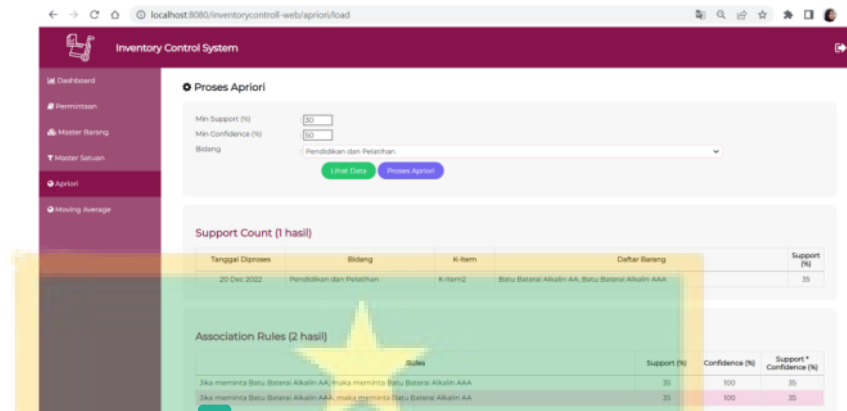 localhost:8080/inventorycontroll-web/apriori/load
Inventory Control System
Dashboard
Permintaan
Master Barang
Master Satuan
Apriori
Moving Average
Proses Apriori
Min Support (%) : 30
Min Confidence (%) : 50
Bidang : Pendidikan dan Pelatihan
Lihat Data Proses Apriori
Support Count (1 hasil)
Tanggal Diproses Bidang K-Item Daftar Barang Support (%)
20 Dec 2022 Pendidikan dan Pelatihan K-Item2 Batu Baterai Alkalin AA, Batu Baterai Alkalin AAA 35
Association Rules (2 hasil)
Rules Support (%) Confidence (%) Support * Confidence (%)
Jika meminta Batu Baterai Alkalin AA, maka meminta Batu Baterai Alkalin AAA 35 100 35
Jika meminta Batu Baterai Alkalin AAA, maka meminta Batu Baterai Alkalin AA 35 100 35